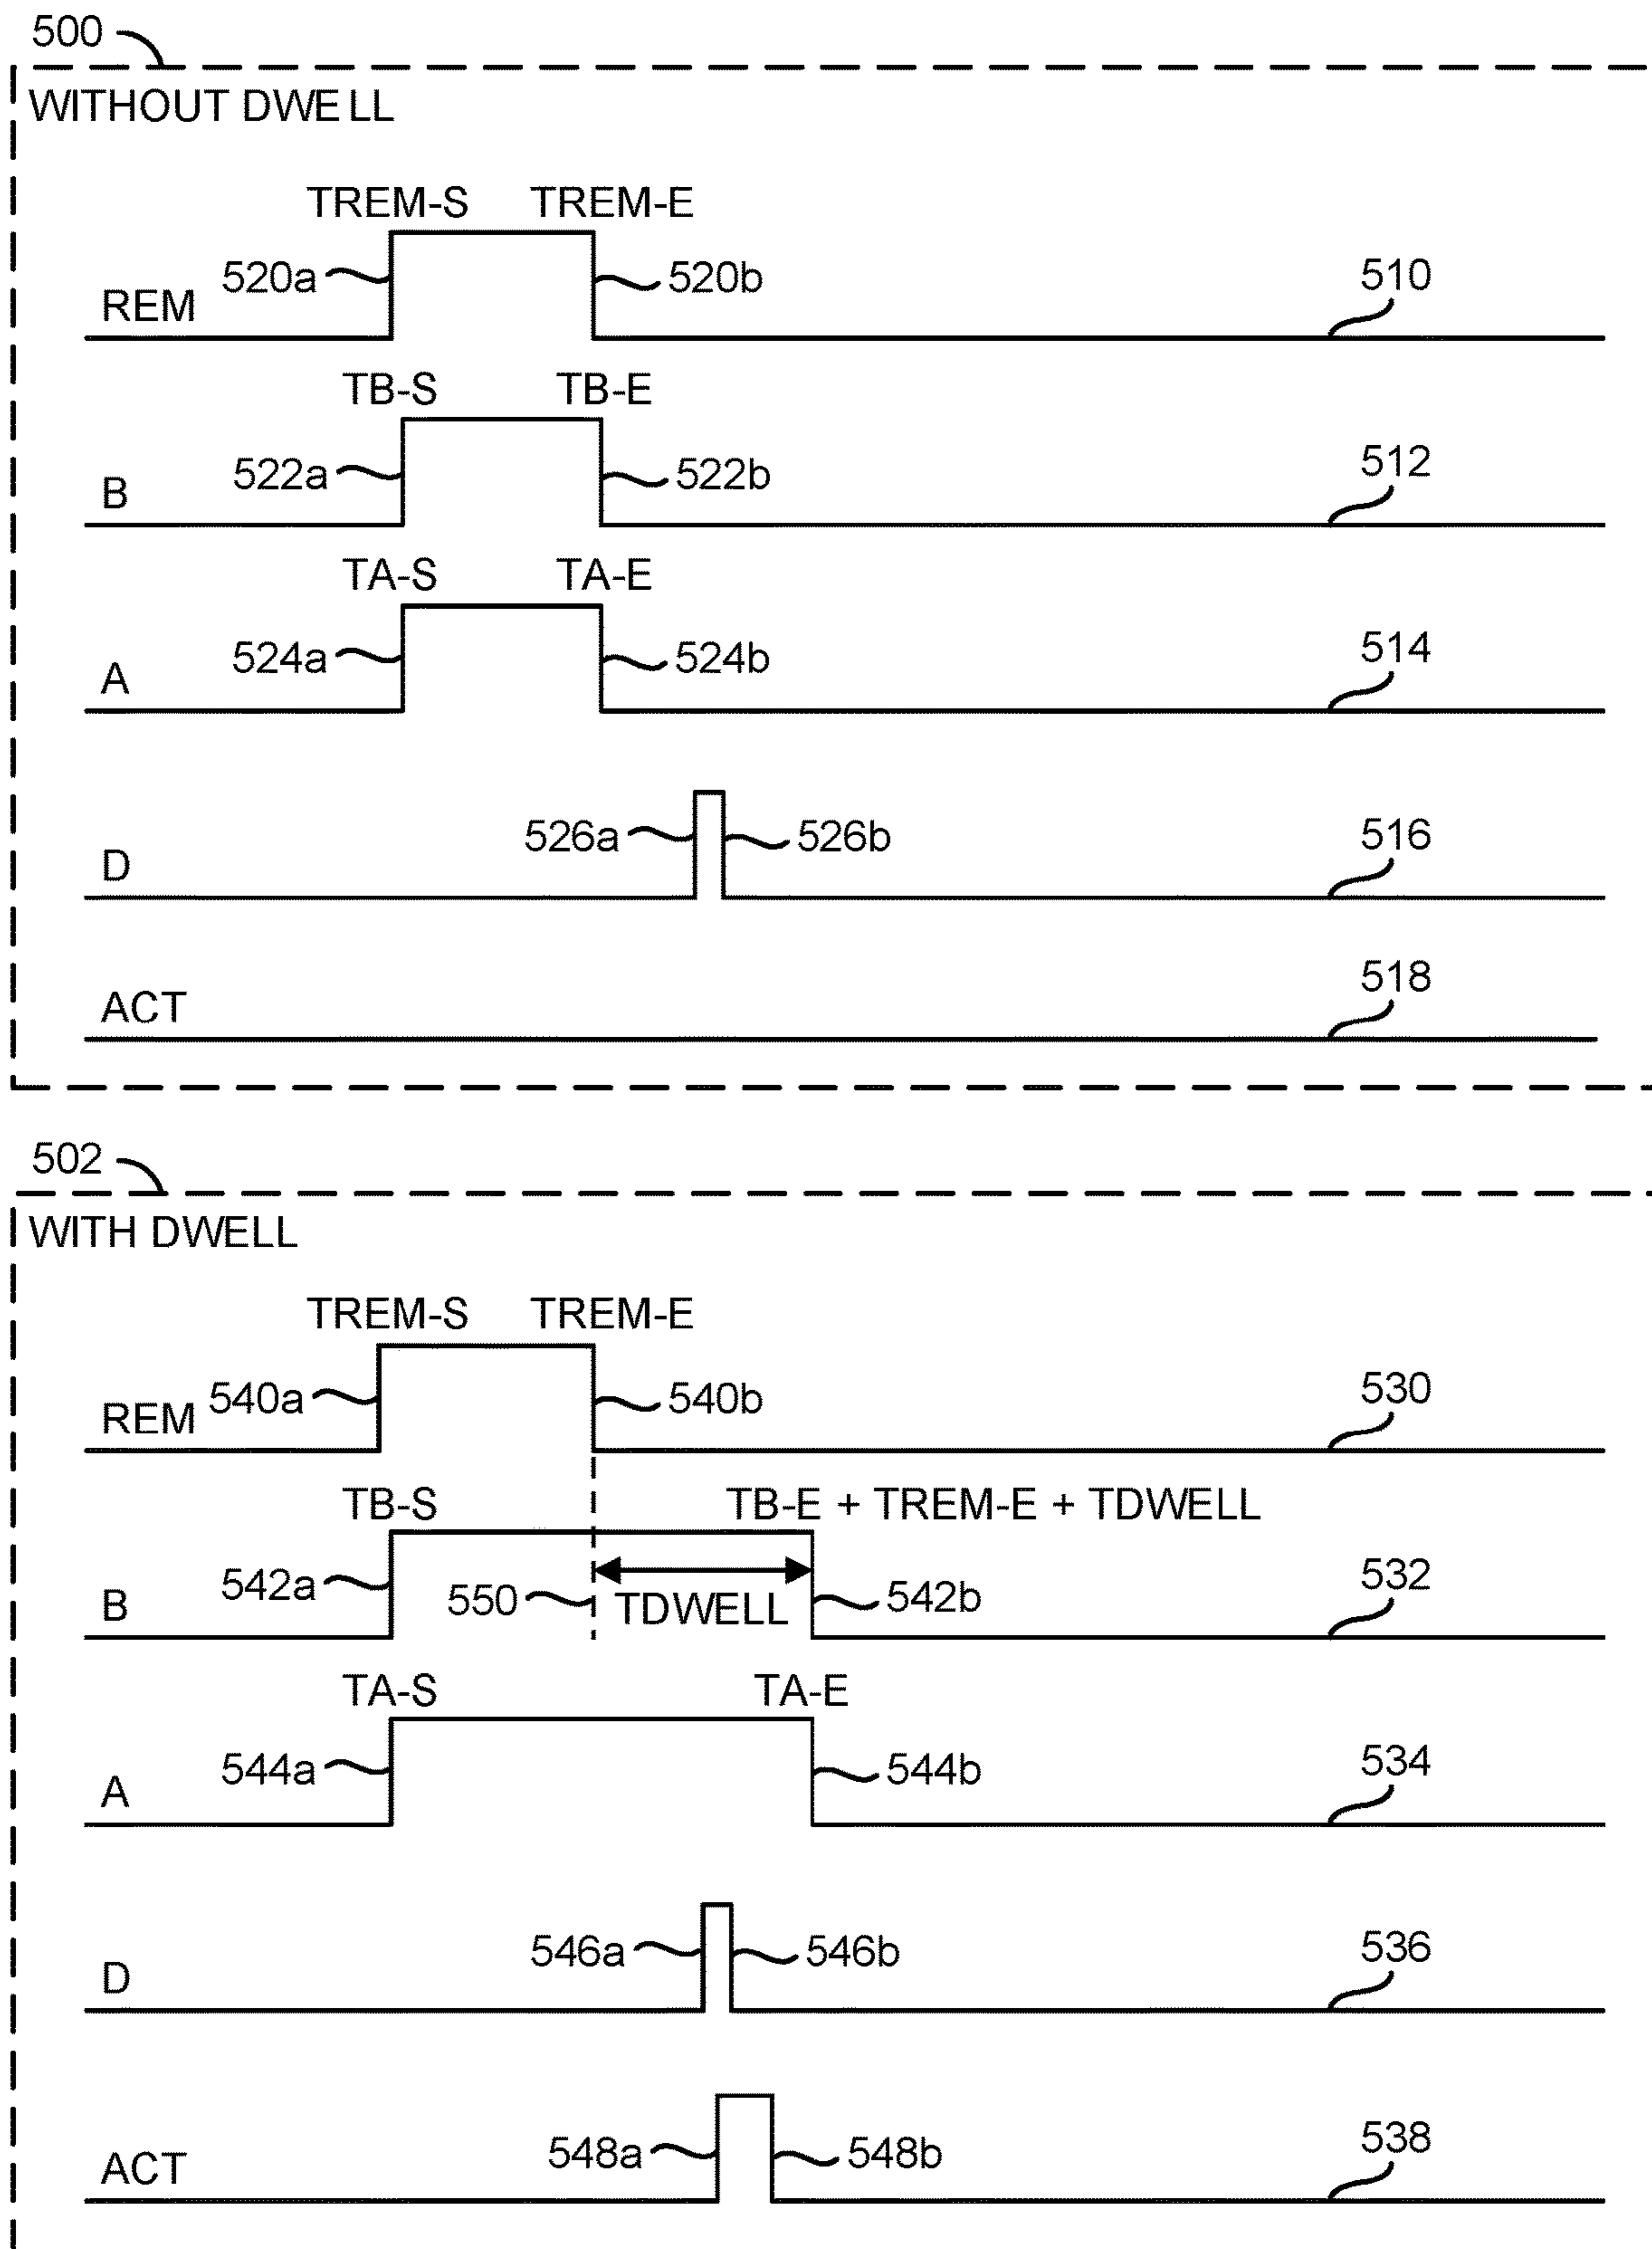 500
WITHOUT DWELL
TREM-S TREM-E
520a 520b 510
REM
TB-S TB-E
522a 522b 512
B
TA-S TA-E
524a 524b 514
A
526a 526b 516
D
518
ACT
502
WITH DWELL
TREM-S TREM-E
540a 540b 530
REM
TB-S TB-E + TREM-E + TDWELL
542a 550 TDWELL 542b 532
B
TA-S TA-E
544a 544b 534
A
546a 546b 536
D
548a 548b 538
ACT